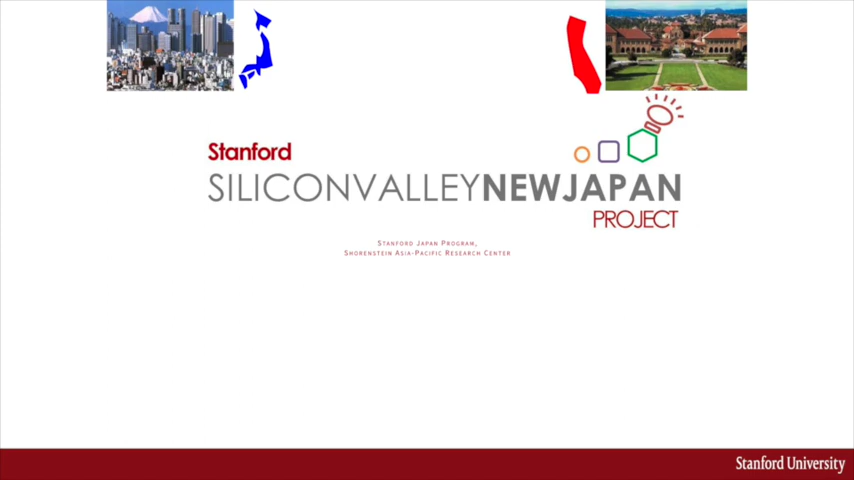 Stanford
SILICONVALLEYNEWJAPAN
PROJECT
STANFORD JAPAN PROGRAM,
SHORENSTEIN ASIA-PACIFIC RESEARCH CENTER
Stanford University